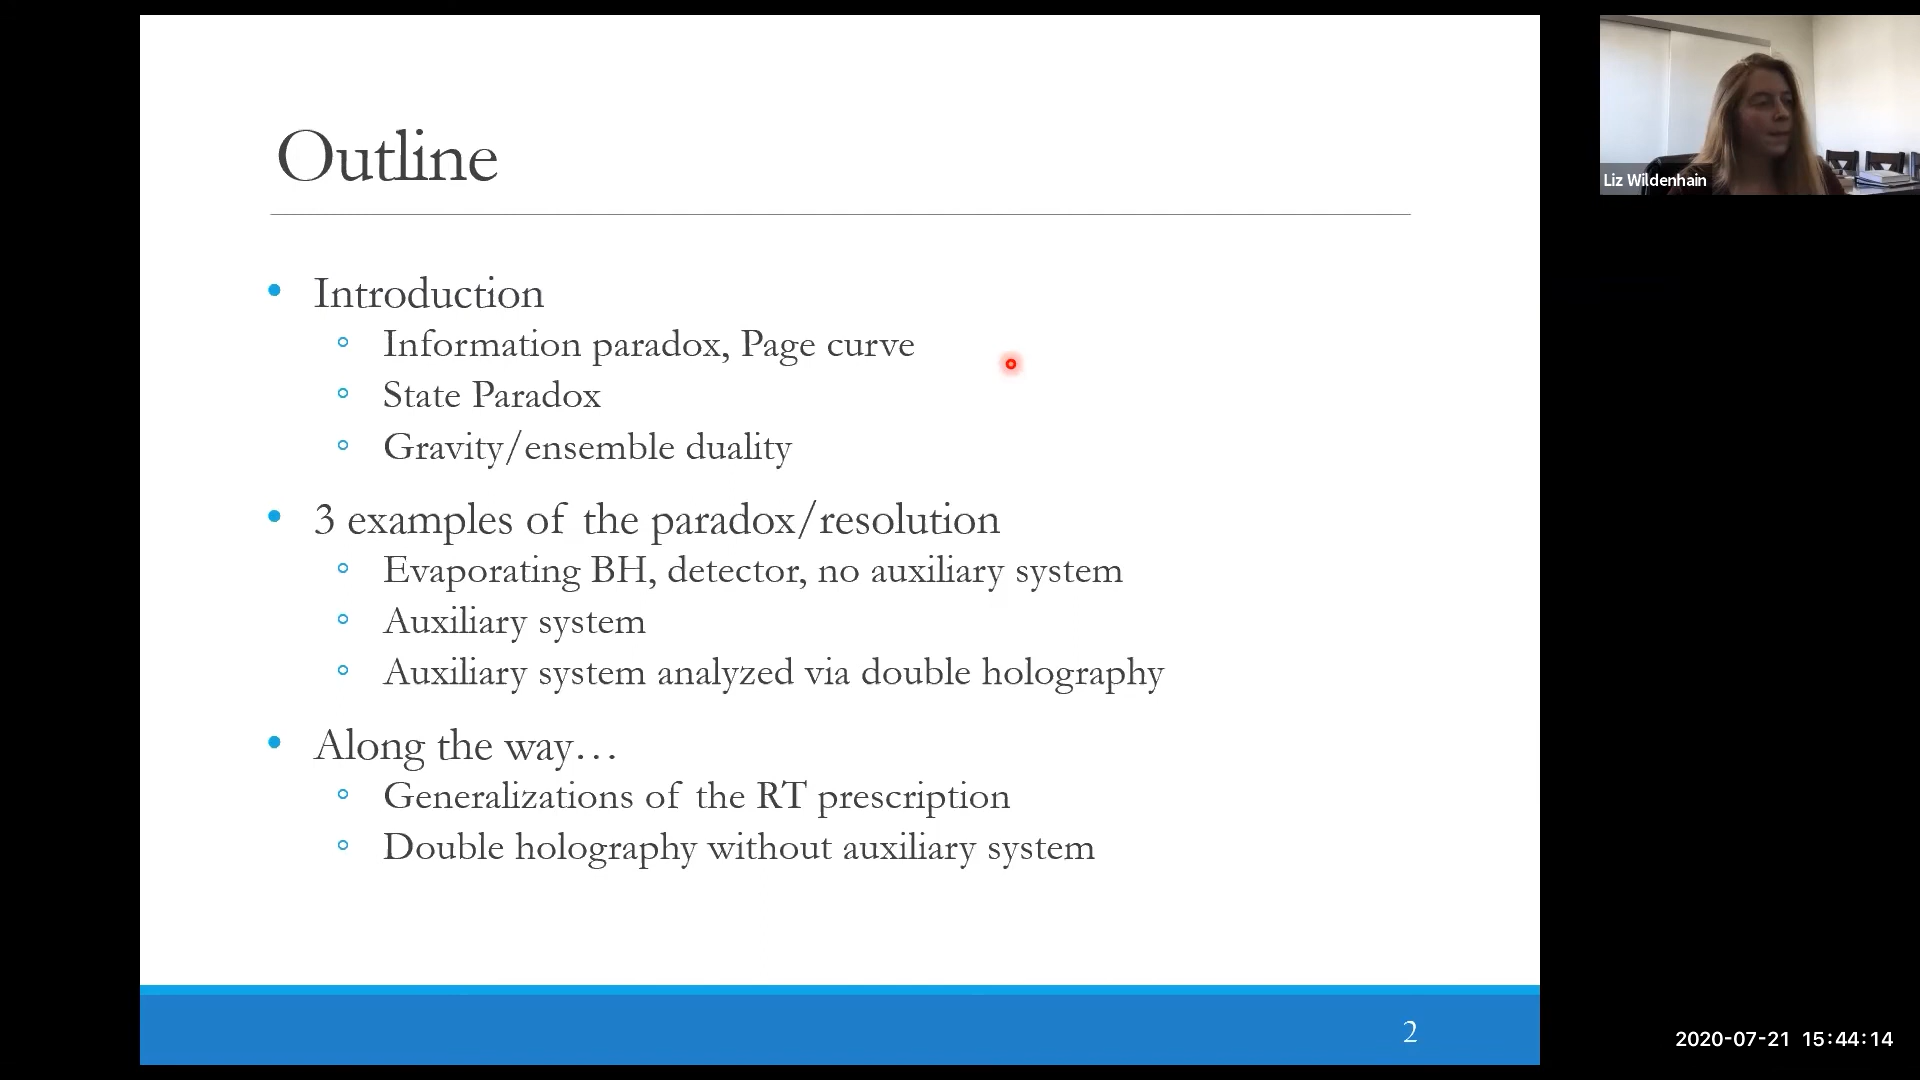 Outline
• Introduction
◦ Information paradox, Page curve
◦ State Paradox
◦ Gravity/ensemble duality
• 3 examples of the paradox/resolution
◦ Evaporating BH, detector, no auxiliary system
◦ Auxiliary system
◦ Auxiliary system analyzed via double holography
• Along the way…
◦ Generalizations of the RT prescription
◦ Double holography without auxiliary system
2
Liz Wildenhain
2020-07-21 15:44:14